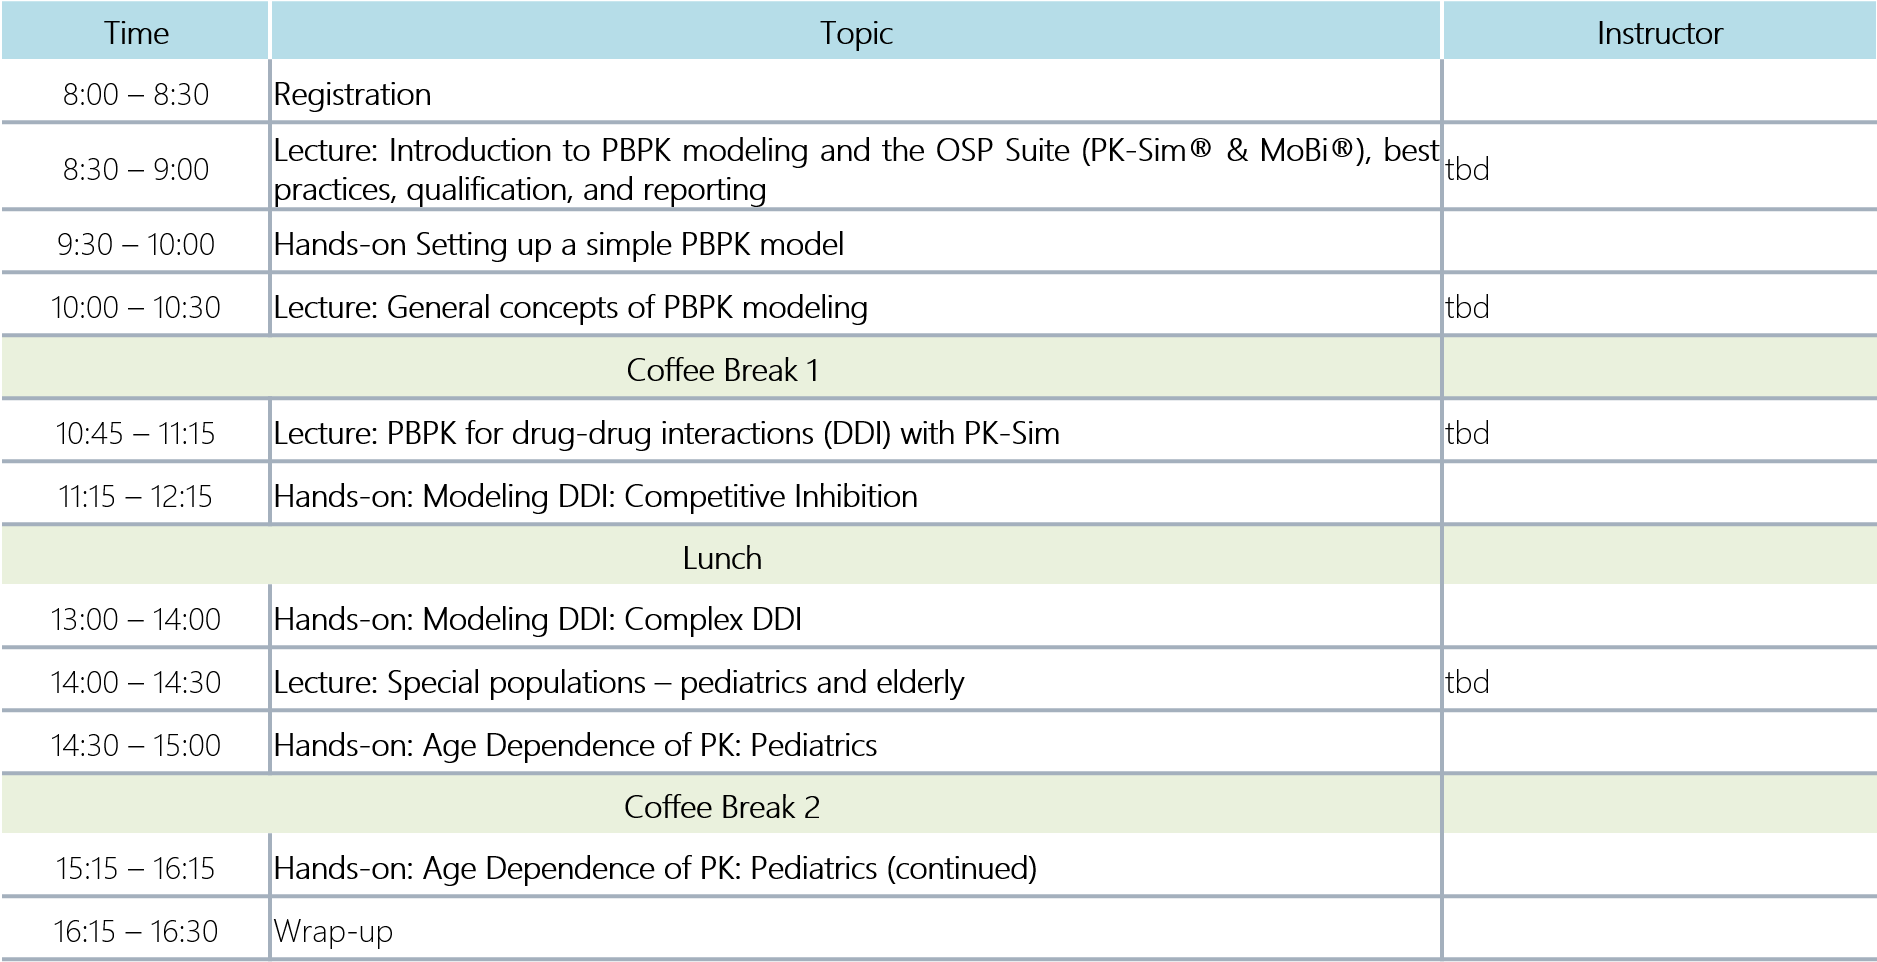 Time Topic Instructor
8:00 – 8:30 Registration
8:30 – 9:00 Lecture: Introduction to PBPK modeling and the OSP Suite (PK-Sim® & MoBi®), best
practices, qualification, and reporting tbd
9:30 – 10:00 Hands-on Setting up a simple PBPK model
10:00 – 10:30 Lecture: General concepts of PBPK modeling tbd
Coffee Break 1
10:45 – 11:15 Lecture: PBPK for drug-drug interactions (DDI) with PK-Sim tbd
11:15 – 12:15 Hands-on: Modeling DDI: Competitive Inhibition
Lunch
13:00 – 14:00 Hands-on: Modeling DDI: Complex DDI
14:00 – 14:30 Lecture: Special populations – pediatrics and elderly tbd
14:30 – 15:00 Hands-on: Age Dependence of PK: Pediatrics
Coffee Break 2
15:15 – 16:15 Hands-on: Age Dependence of PK: Pediatrics (continued)
16:15 – 16:30 Wrap-up